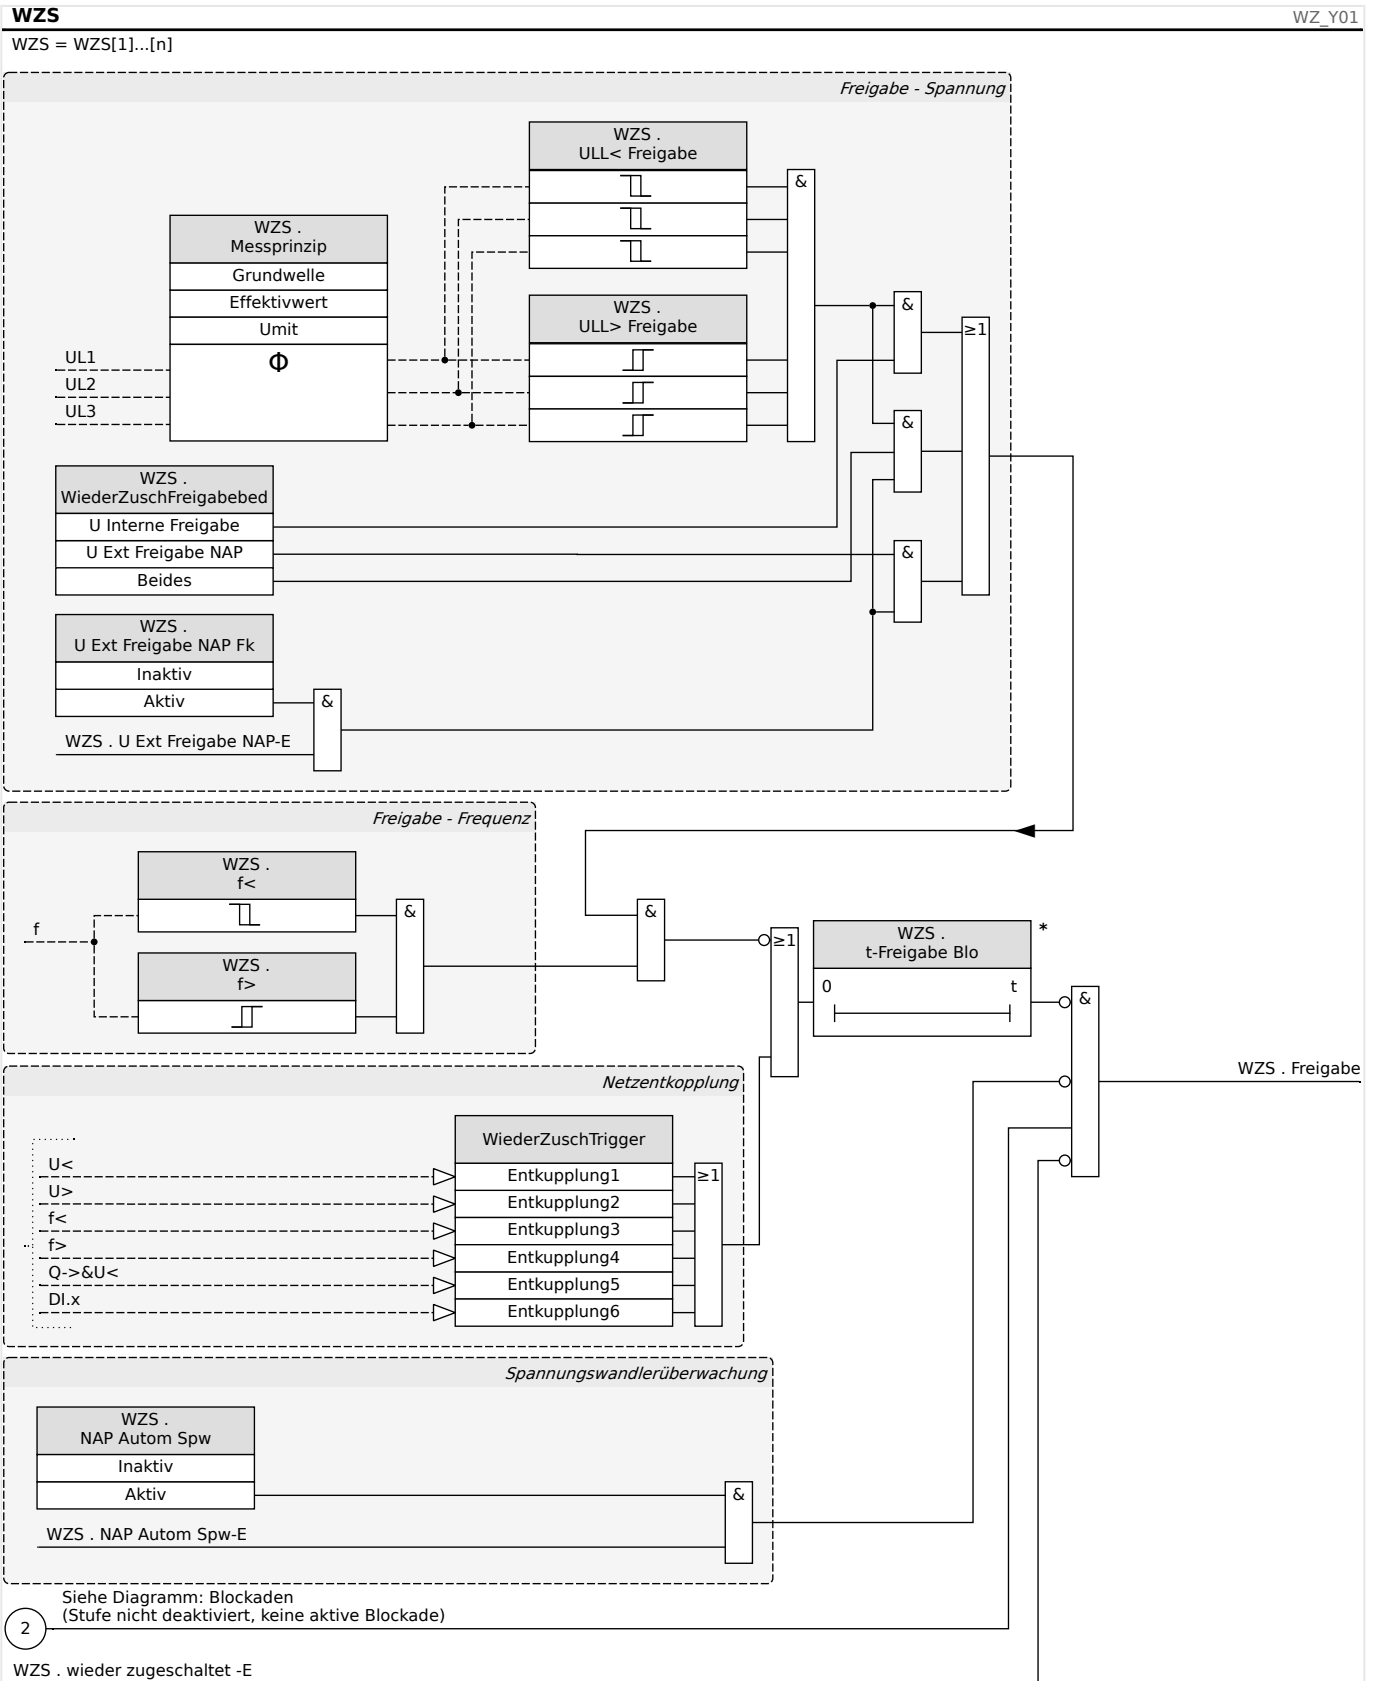 WZS
WZ_Y01
WZS = WZS[1]...[n]
Freigabe - Spannung
WZS .
ULL< Freigabe
&
WZS .
Messprinzip
Grundwelle
Effektivwert
Umit
Φ
UL1
UL2
UL3
WZS .
ULL> Freigabe
&
≥1
&
WZS .
WiederZuschFreigabebed
U Interne Freigabe
U Ext Freigabe NAP
Beides
&
WZS .
U Ext Freigabe NAP Fk
Inaktiv
Aktiv
&
WZS . U Ext Freigabe NAP-E
Freigabe - Frequenz
WZS .
f<
f
WZS .
f>
&
&
≥1
WZS .
t-Freigabe Blo
*
0
t
&
WZS . Freigabe
Netzentkopplung
WiederZuschTrigger
U<
Entkupplung1
U>
Entkupplung2
f<
Entkupplung3
f>
Entkupplung4
Q->&U<
Entkupplung5
DI.x
Entkupplung6
≥1
Spannungswandlerüberwachung
WZS .
NAP Autom Spw
Inaktiv
Aktiv
&
WZS . NAP Autom Spw-E
Siehe Diagramm: Blockaden
(Stufe nicht deaktiviert, keine aktive Blockade)
2
WZS . wieder zugeschaltet -E